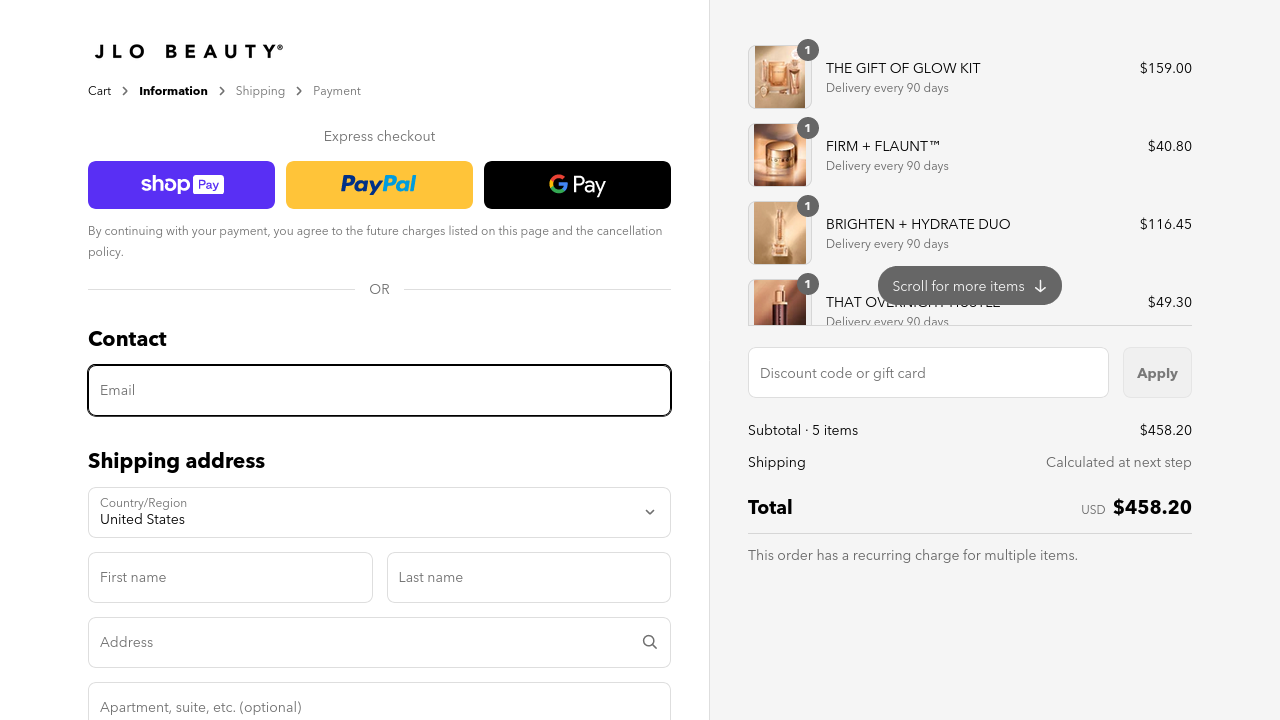 JLO BEAUTY®
Cart > Information > Shipping > Payment
Express checkout
shop Pay
PayPal
G Pay
By continuing with your payment, you agree to the future charges listed on this page and the cancellation
policy.
OR
Contact
Email
Shipping address
Country/Region
United States
First name
Last name
Address
Apartment, suite, etc. (optional)
1
THE GIFT OF GLOW KIT $159.00
Delivery every 90 days
1
FIRM + FLAUNT™ $40.80
Delivery every 90 days
1
BRIGHTEN + HYDRATE DUO $116.45
Delivery every 90 days
1
Scroll for more items ↓
THAT OVERNIGHT HUSTLE $49.30
Delivery every 90 days
Discount code or gift card
Apply
Subtotal · 5 items $458.20
Shipping Calculated at next step
Total USD $458.20
This order has a recurring charge for multiple items.